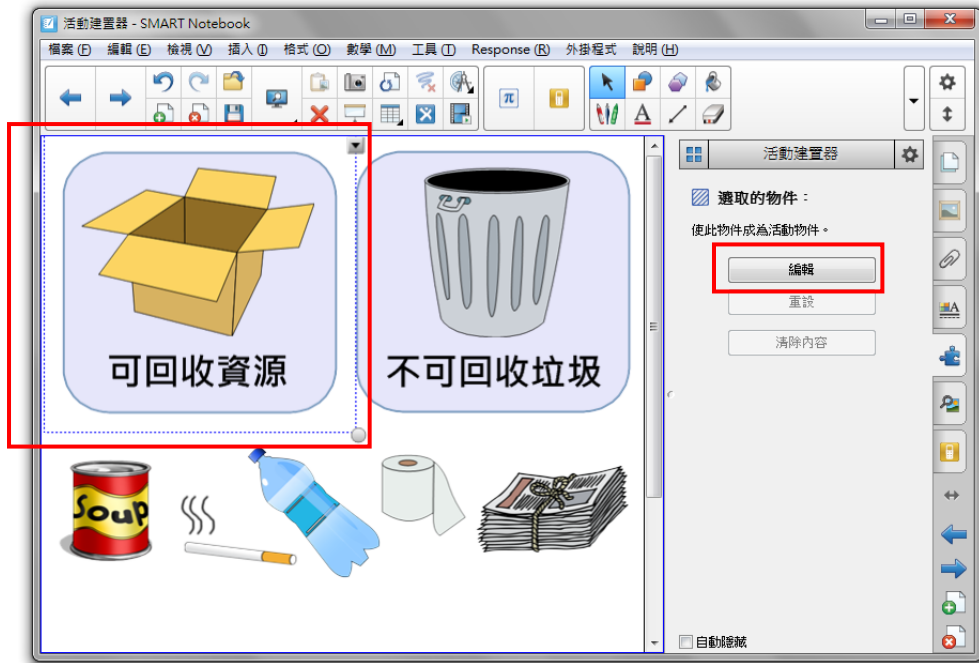 活動建置器 - SMART Notebook
檔案(F) 編輯(E) 檢視(V) 插入(I) 格式(O) 數學(M) 工具(T) Response (R) 外掛程式 說明(H)
π
A
活動建置器
選取的物件：
使此物件成為活動物件。
編輯
重設
清除內容
A
可回收資源
不可回收垃圾
Soup
自動隱藏